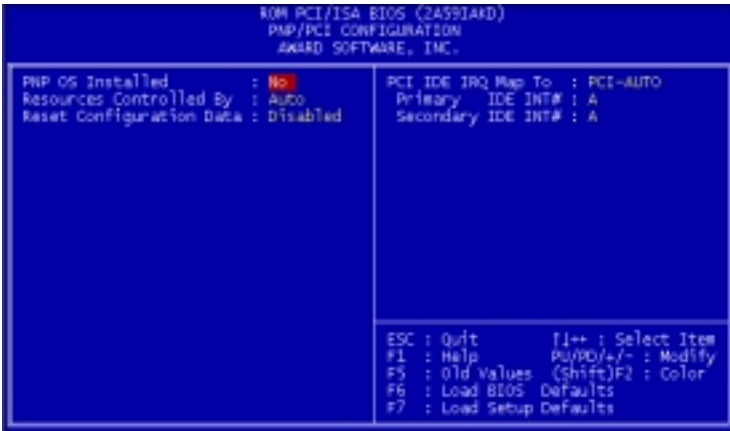 ROM PCI/ISA BIOS (2A59IAKD)
PNP/PCI CONFIGURATION
AWARD SOFTWARE, INC.
PNP OS Installed : No
Resources Controlled By : Auto
Reset Configuration Data : Disabled
PCI IDE IRQ Map To : PCI-AUTO
Primary IDE INT# : A
Secondary IDE INT# : A
ESC : Quit ↑↓→← : Select Item
F1 : Help PU/PD/+/- : Modify
F5 : Old Values (Shift)F2 : Color
F6 : Load BIOS Defaults
F7 : Load Setup Defaults